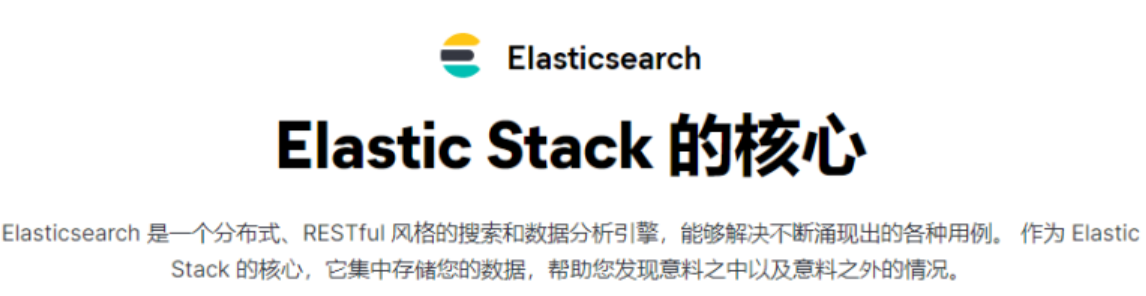 Elasticsearch
Elastic Stack 的核心
Elasticsearch 是一个分布式、RESTful 风格的搜索和数据分析引擎，能够解决不断涌现出的各种用例。 作为 Elastic
Stack 的核心，它集中存储您的数据，帮助您发现意料之中以及意料之外的情况。